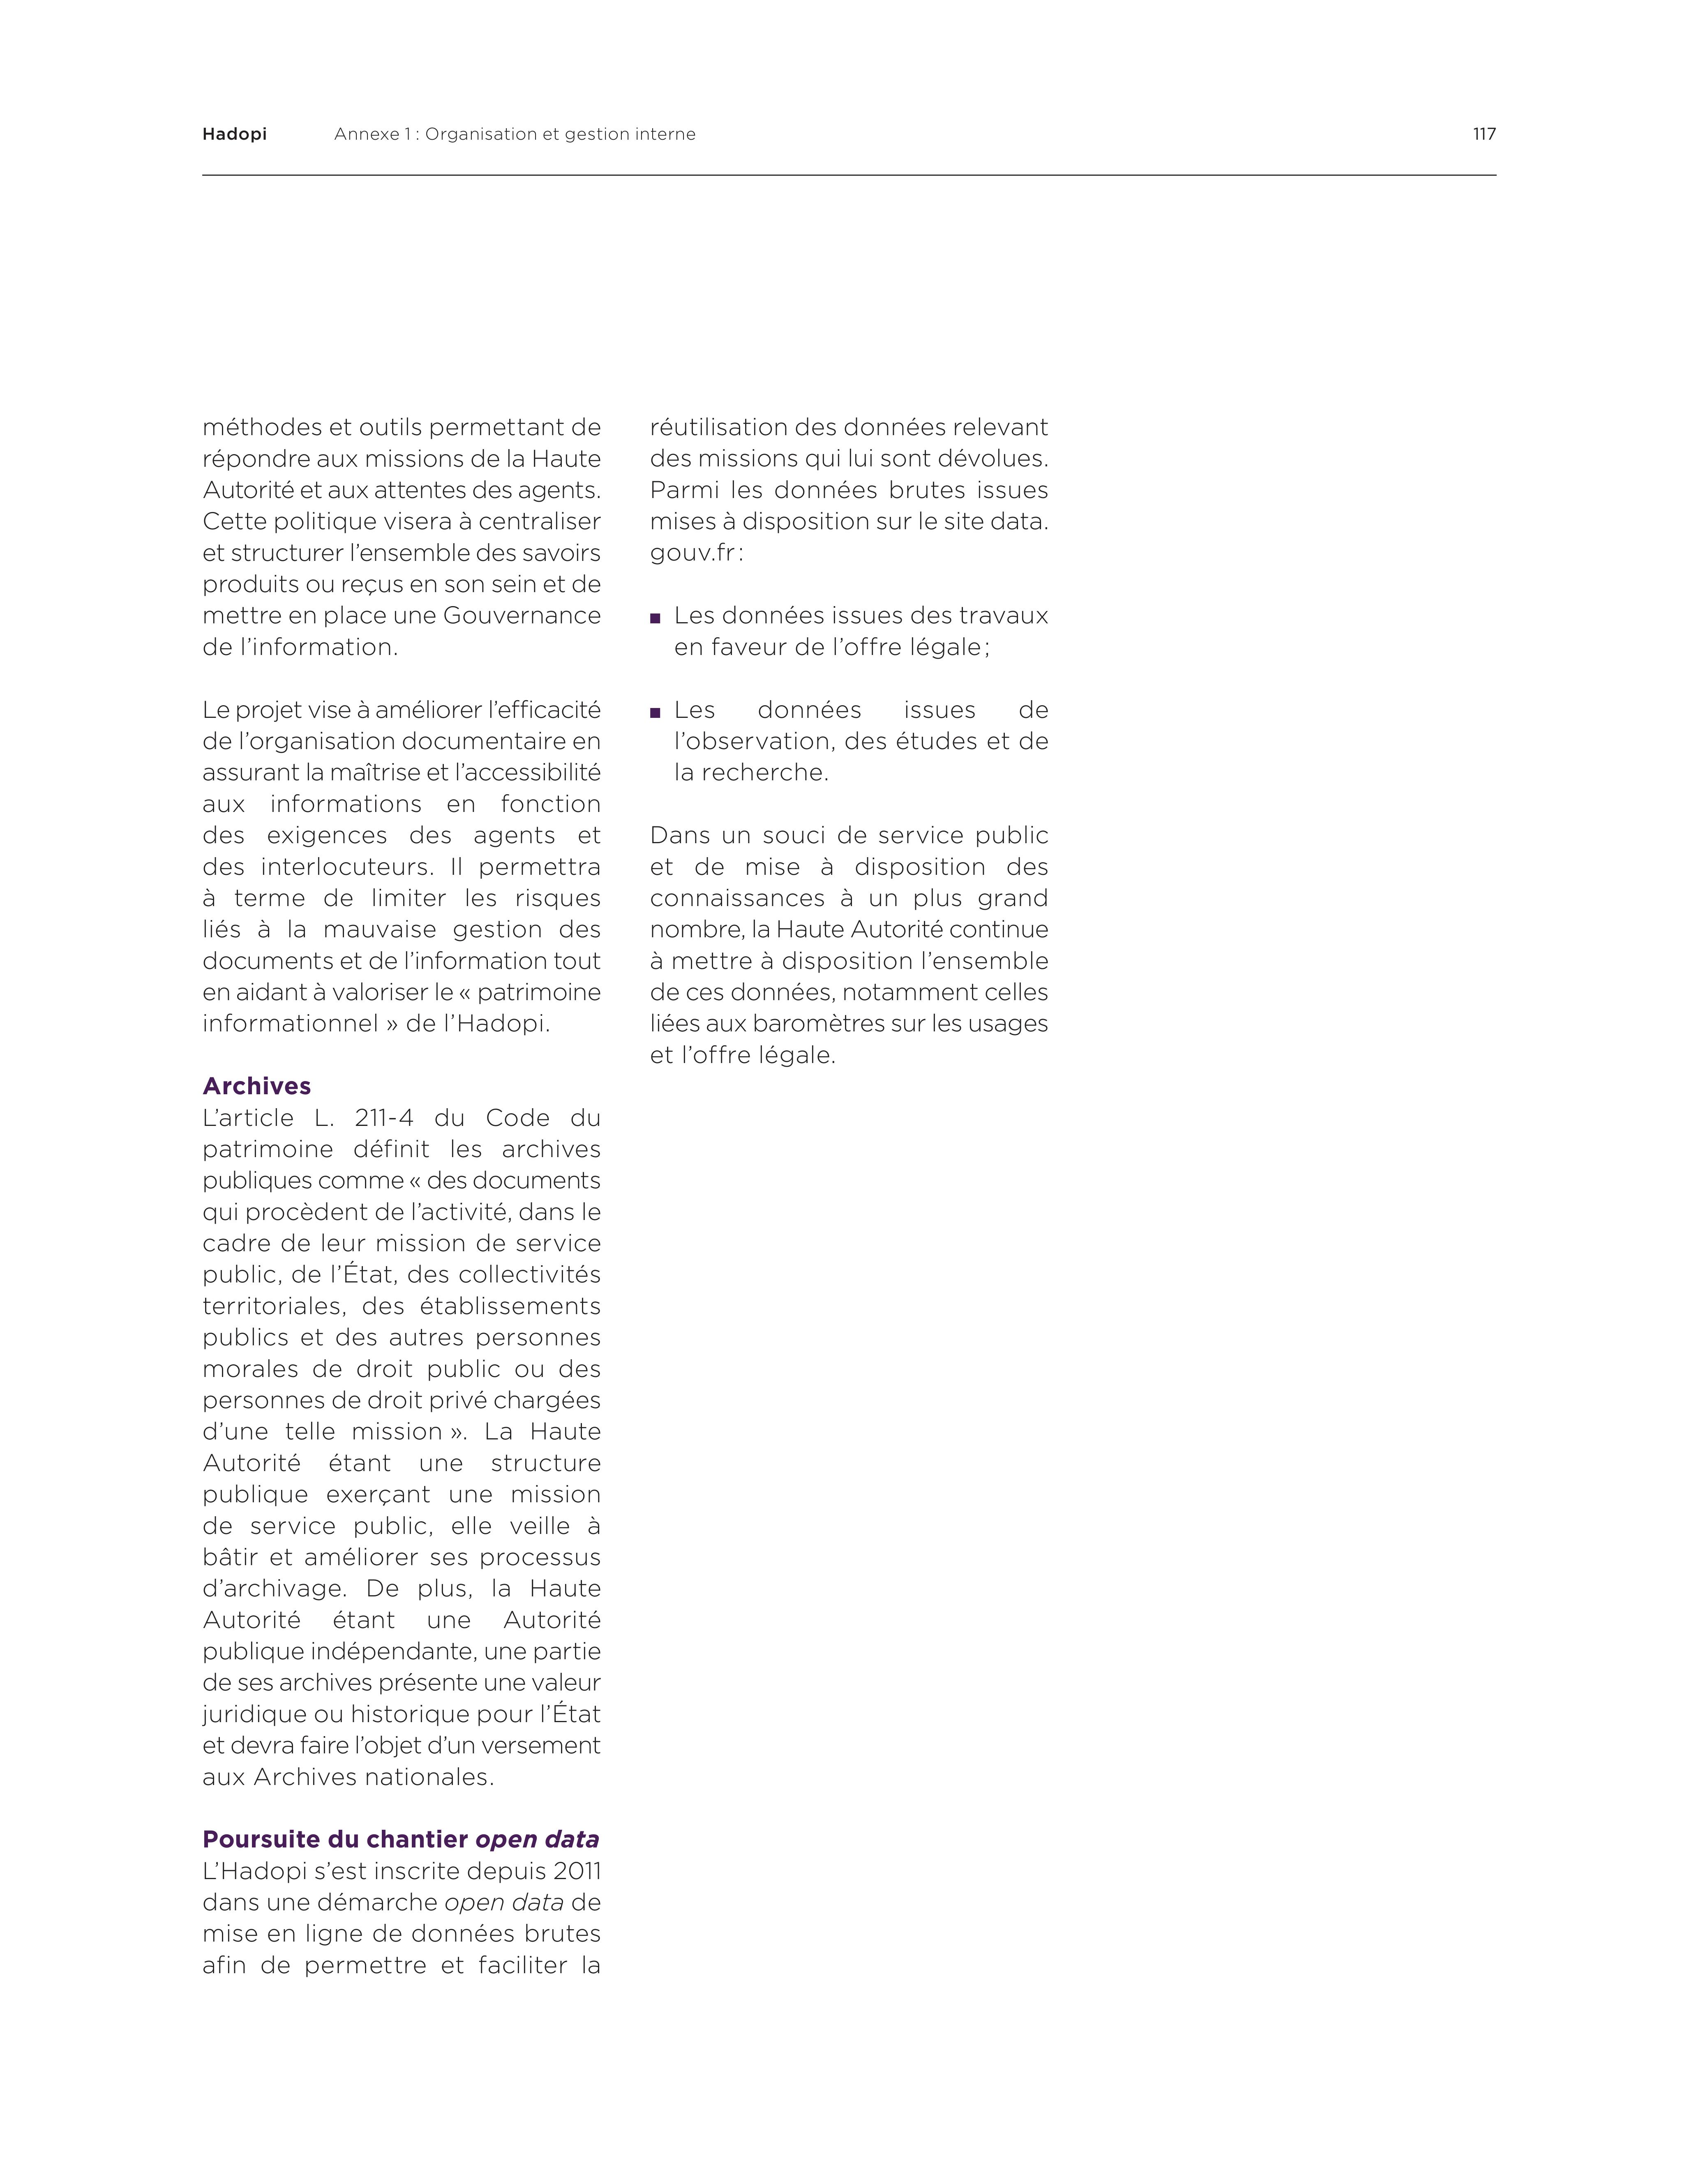 Hadopi Annexe 1 : Organisation et gestion interne 117
méthodes et outils permettant de
répondre aux missions de la Haute
Autorité et aux attentes des agents.
Cette politique visera à centraliser
et structurer l’ensemble des savoirs
produits ou reçus en son sein et de
mettre en place une Gouvernance
de l’information.
Le projet vise à améliorer l’efficacité
de l’organisation documentaire en
assurant la maîtrise et l’accessibilité
aux informations en fonction
des exigences des agents et
des interlocuteurs. Il permettra
à terme de limiter les risques
liés à la mauvaise gestion des
documents et de l’information tout
en aidant à valoriser le « patrimoine
informationnel » de l’Hadopi.
Archives
L’article L. 211-4 du Code du
patrimoine définit les archives
publiques comme « des documents
qui procèdent de l’activité, dans le
cadre de leur mission de service
public, de l’État, des collectivités
territoriales, des établissements
publics et des autres personnes
morales de droit public ou des
personnes de droit privé chargées
d’une telle mission ». La Haute
Autorité étant une structure
publique exerçant une mission
de service public, elle veille à
bâtir et améliorer ses processus
d’archivage. De plus, la Haute
Autorité étant une Autorité
publique indépendante, une partie
de ses archives présente une valeur
juridique ou historique pour l’État
et devra faire l’objet d’un versement
aux Archives nationales.
Poursuite du chantier open data
L’Hadopi s’est inscrite depuis 2011
dans une démarche open data de
mise en ligne de données brutes
afin de permettre et faciliter la
réutilisation des données relevant
des missions qui lui sont dévolues.
Parmi les données brutes issues
mises à disposition sur le site data.
gouv.fr :
■ Les données issues des travaux
en faveur de l’offre légale ;
■ Les données issues de
l’observation, des études et de
la recherche.
Dans un souci de service public
et de mise à disposition des
connaissances à un plus grand
nombre, la Haute Autorité continue
à mettre à disposition l’ensemble
de ces données, notamment celles
liées aux baromètres sur les usages
et l’offre légale.